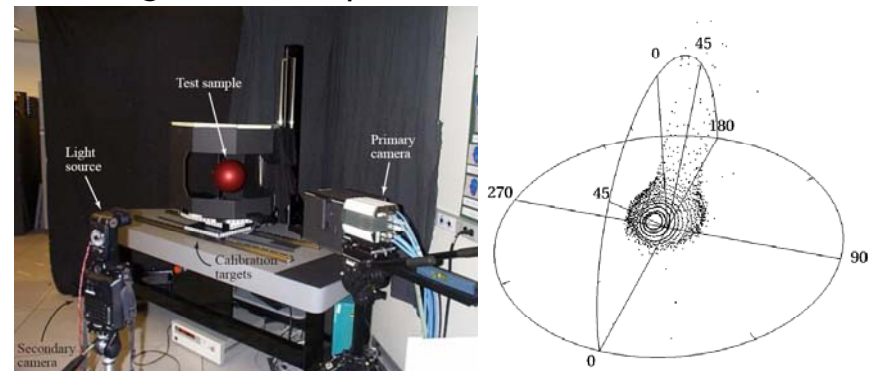 Test sample
Light
source
Primary
camera
Calibration
targets
Secondary
camera
0
45
180
270
45
90
0